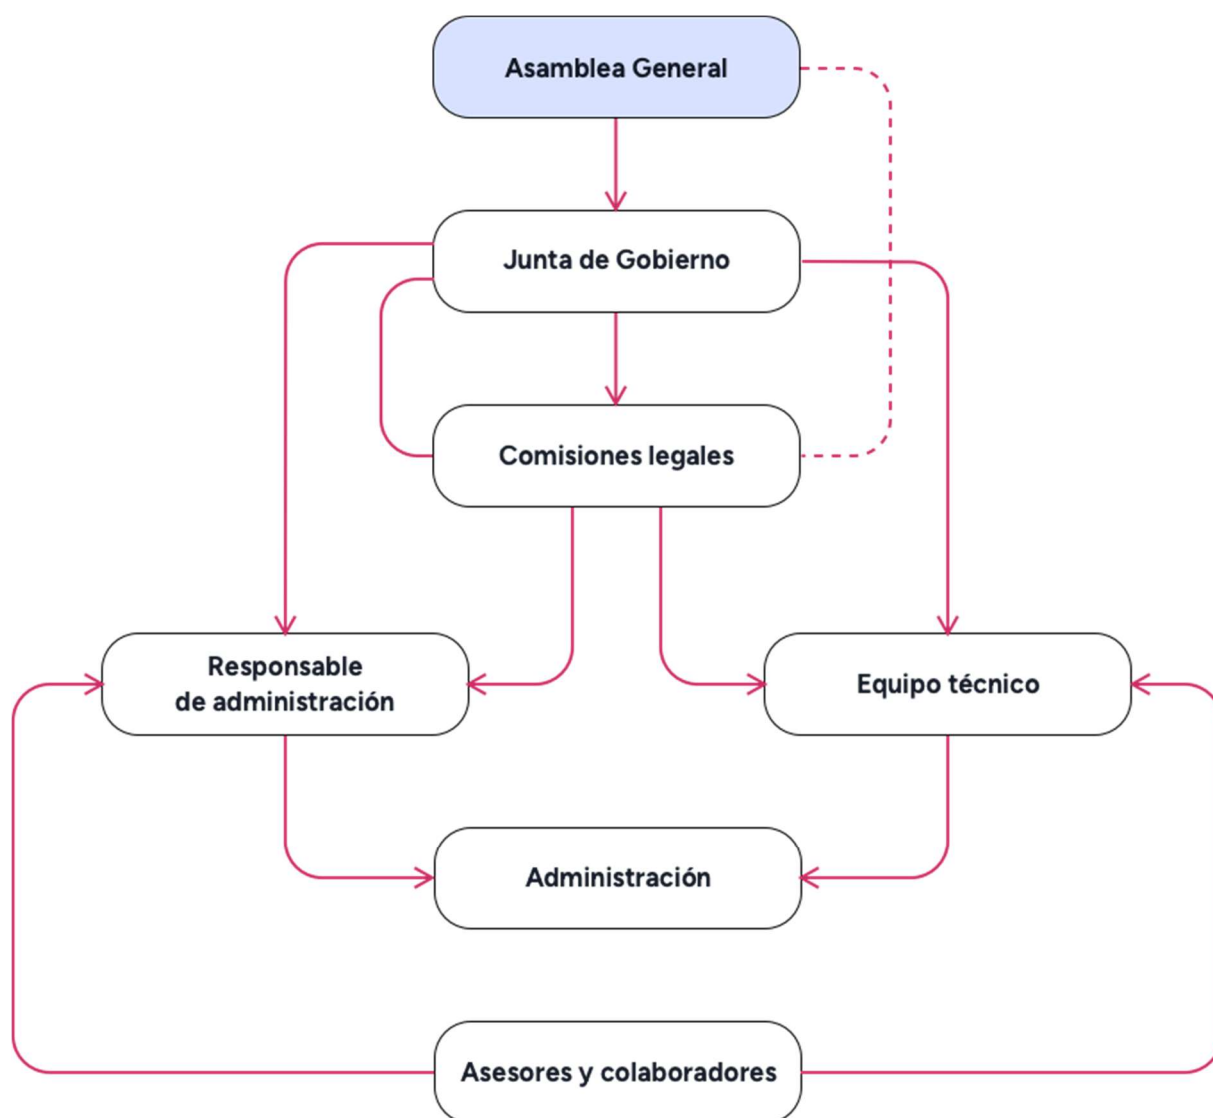 Asamblea General
Junta de Gobierno
Comisiones legales
Responsable
de administración
Equipo técnico
Administración
Asesores y colaboradores